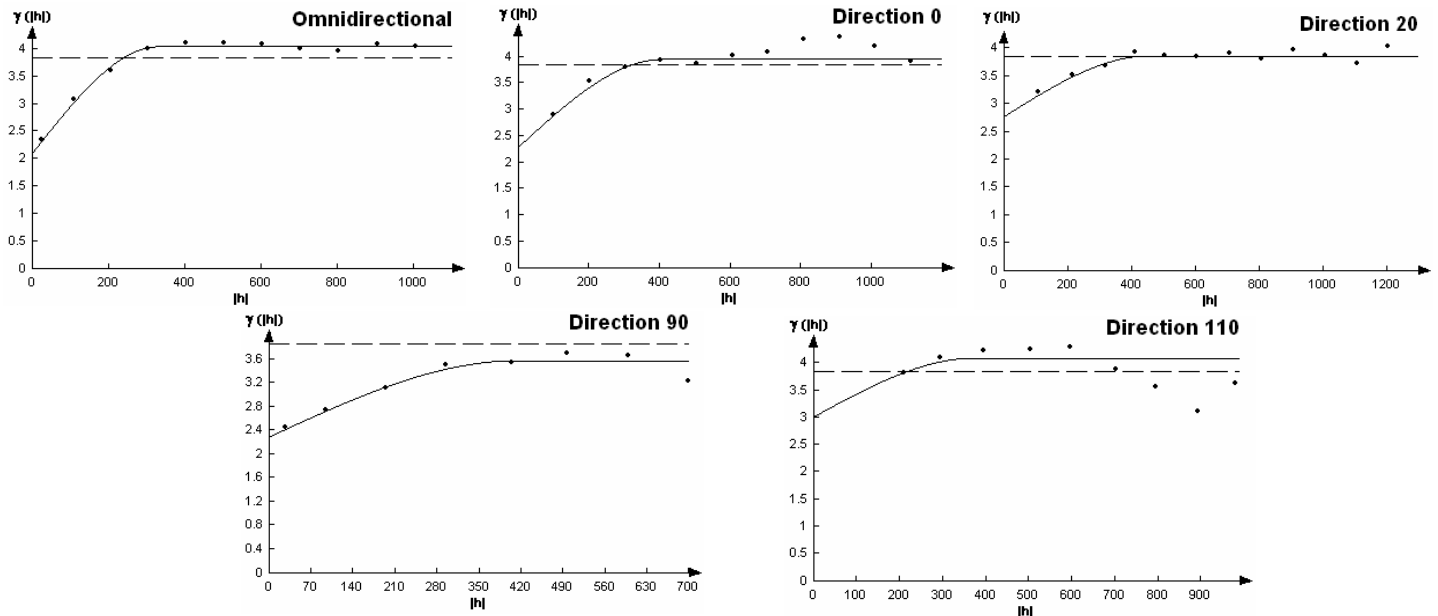 γ (|h|)
Omnidirectional
4
3.5
3
2.5
2
1.5
1
0.5
0
0 200 400 600 800 1000
|h|
γ (|h|)
Direction 0
4.5
4
3.5
3
2.5
2
1.5
1
0.5
0
0 200 400 600 800 1000
|h|
γ (|h|)
Direction 20
4
3.5
3
2.5
2
1.5
1
0.5
0
0 200 400 600 800 1000 1200
|h|
γ (|h|)
Direction 90
3.6
3.2
2.8
2.4
2
1.6
1.2
0.8
0.4
0
0 70 140 210 280 350 420 490 560 630 700
|h|
γ (|h|)
Direction 110
4
3.5
3
2.5
2
1.5
1
0.5
0
0 100 200 300 400 500 600 700 800 900
|h|